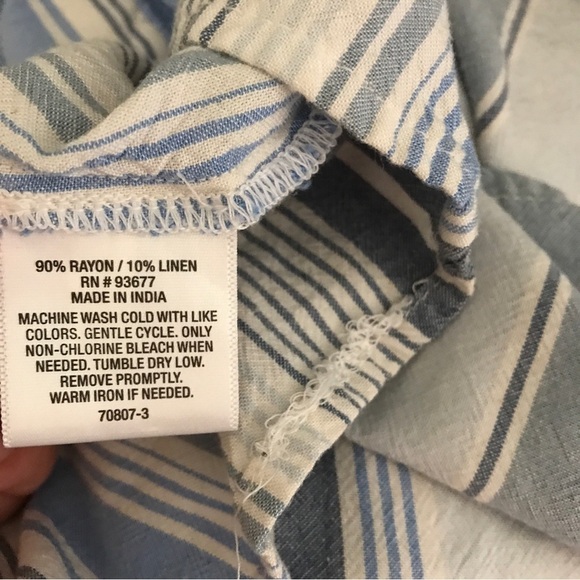 90% RAYON / 10% LINEN
RN # 93677
MADE IN INDIA
MACHINE WASH COLD WITH LIKE
COLORS. GENTLE CYCLE. ONLY
NON-CHLORINE BLEACH WHEN
NEEDED. TUMBLE DRY LOW.
REMOVE PROMPTLY.
WARM IRON IF NEEDED.
70807-3